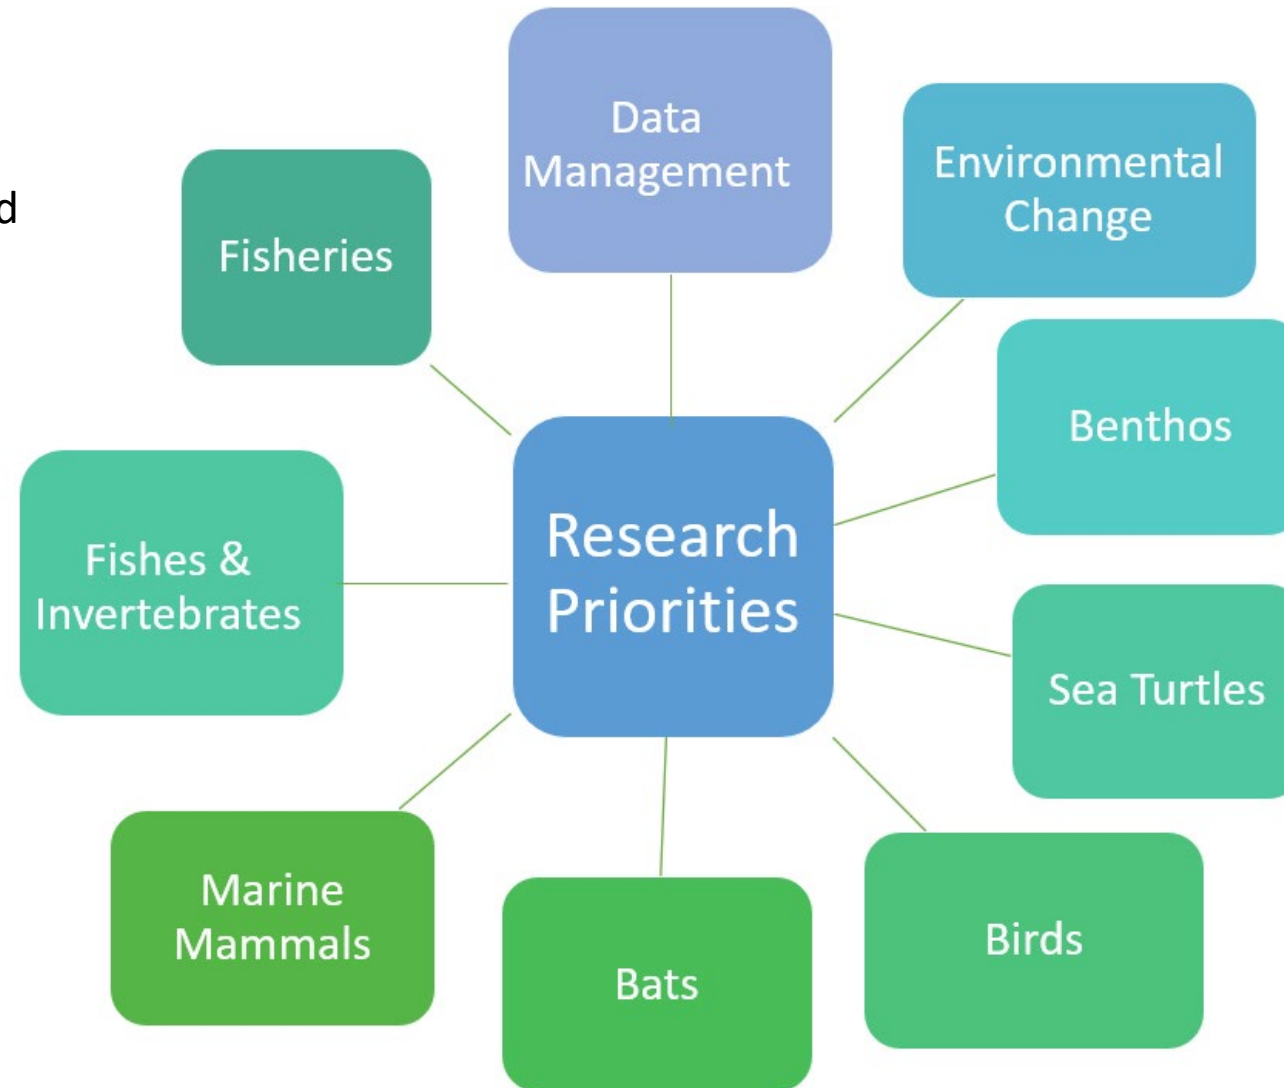 Data
Management
Environmental
Change
d
Fisheries
Benthos
Research
Priorities
Fishes &
Invertebrates
Sea Turtles
Marine
Mammals
Birds
Bats